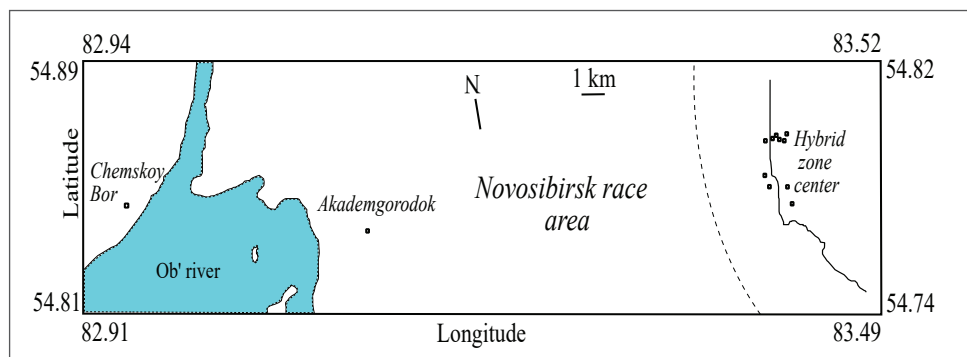 82.94
83.52
54.89
54.82
1 km
N
Chemskoy
Bor
Hybrid
zone
center
Latitude
Akademgorodok
Novosibirsk race
area
Ob' river
54.81
54.74
82.91
Longitude
83.49